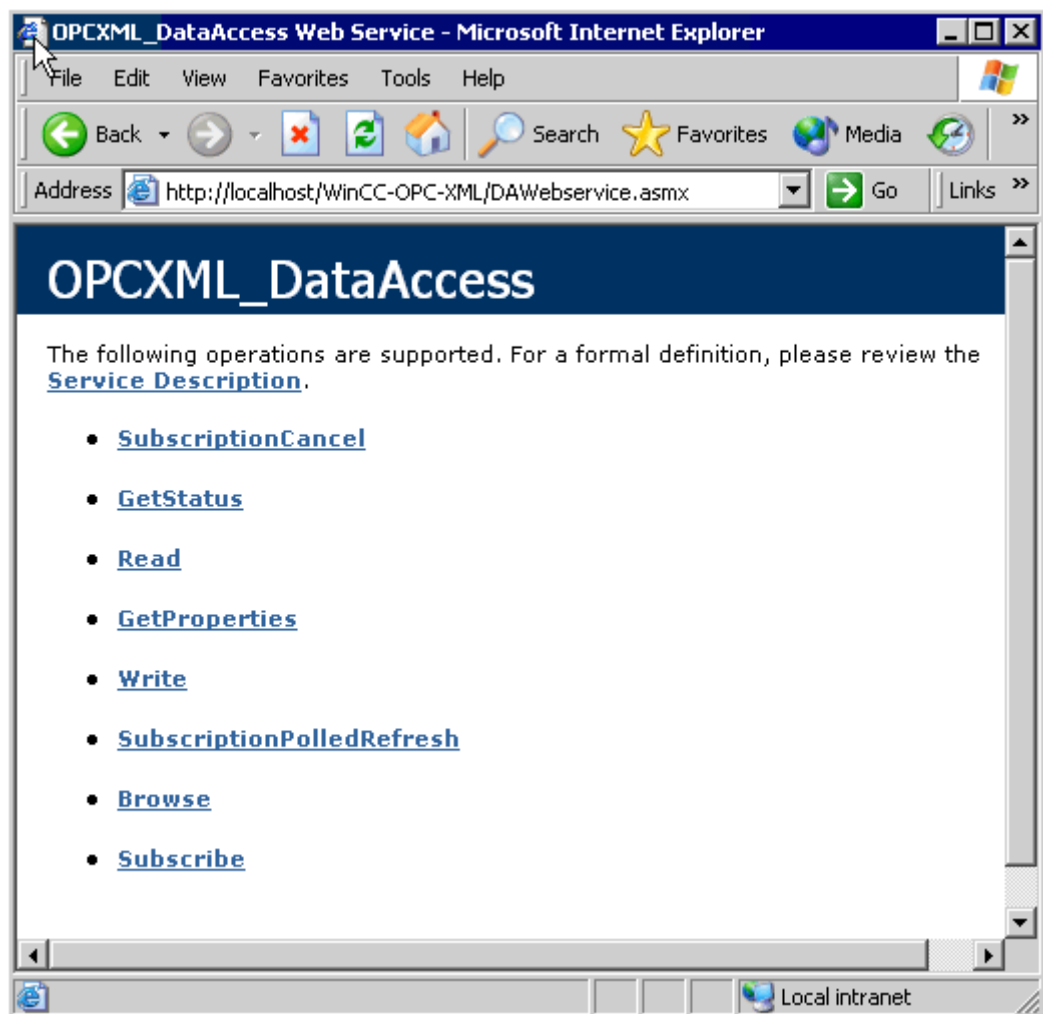 OPCXML_DataAccess Web Service - Microsoft Internet Explorer
File Edit View Favorites Tools Help
Back Search Favorites Media »
Address http://localhost/WinCC-OPC-XML/DAWebservice.asmx Go Links »
OPCXML_DataAccess
The following operations are supported. For a formal definition, please review the
Service Description.
• SubscriptionCancel
• GetStatus
• Read
• GetProperties
• Write
• SubscriptionPolledRefresh
• Browse
• Subscribe
Local intranet